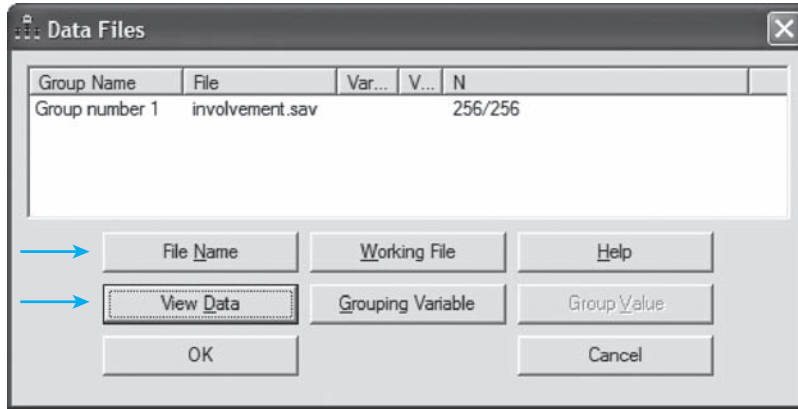 Data Files
Group Name File Var... V... N
Group number 1 involvement.sav 256/256
File Name Working File Help
View Data Grouping Variable Group Value
OK Cancel